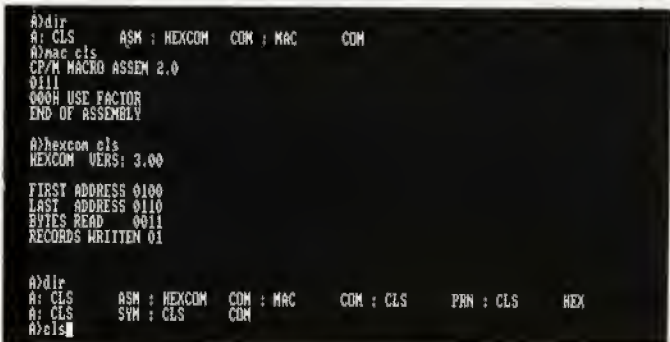 A>dir
A: CLS ASM : HEXCOM COM : MAC COM
A>mac cls
CP/M MACRO ASSEM 2.0
0111
000H USE FACTOR
END OF ASSEMBLY
A>hexcom cls
HEXCOM VERS: 3.00
FIRST ADDRESS 0100
LAST ADDRESS 0110
BYTES READ 0011
RECORDS WRITTEN 01
A>dir
A: CLS ASM : HEXCOM COM : MAC COM : CLS PRN : CLS HEX
A: CLS SYM : CLS COM
A>cls